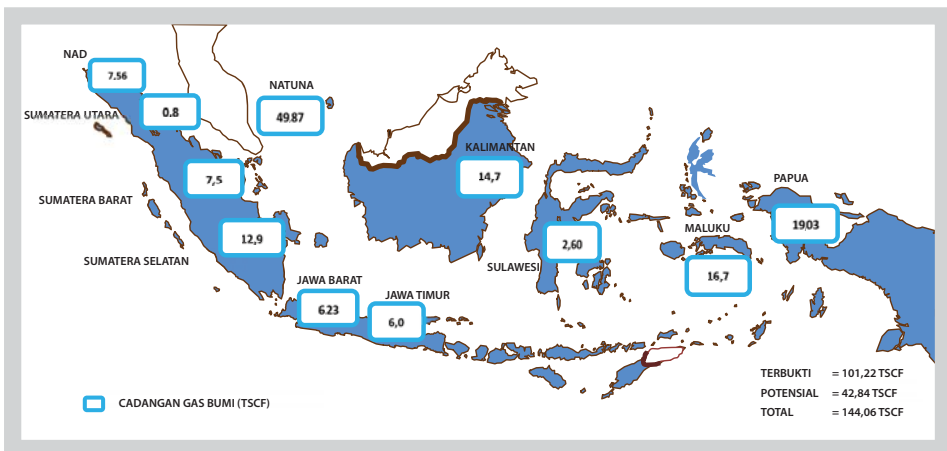 NAD
7.56
NATUNA
49.87
SUMATERA UTARA
0.8
KALIMANTAN
14,7
7,5
PAPUA
19,03
SUMATERA BARAT
12,9
MALUKU
2,60
SUMATERA SELATAN
SULAWESI
16,7
JAWA BARAT
6.23
JAWA TIMUR
6,0
TERBUKTI = 101,22 TSCF
POTENSIAL = 42,84 TSCF
TOTAL = 144,06 TSCF
CADANGAN GAS BUMI (TSCF)